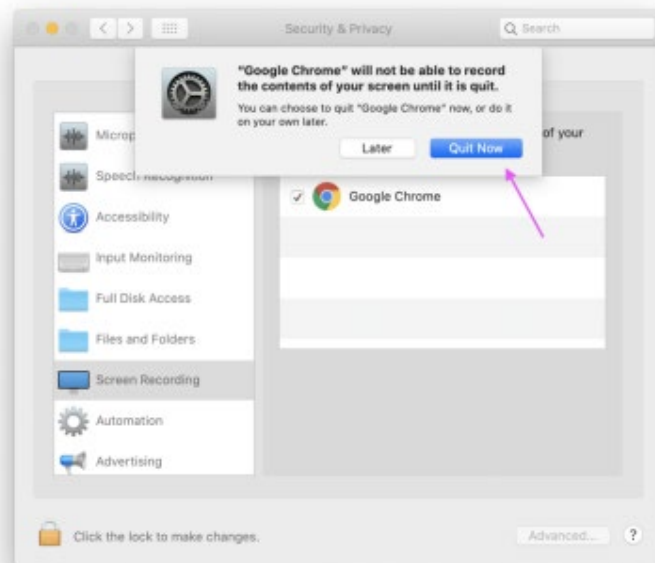 Security & Privacy
Search
"Google Chrome" will not be able to record
the contents of your screen until it is quit.
You can choose to quit "Google Chrome" now, or do it
on your own later.
Later
Quit Now
of your
Microp
Speech Recognition
Google Chrome
Accessibility
Input Monitoring
Full Disk Access
Files and Folders
Screen Recording
Automation
Advertising
Click the lock to make changes.
Advanced...
?